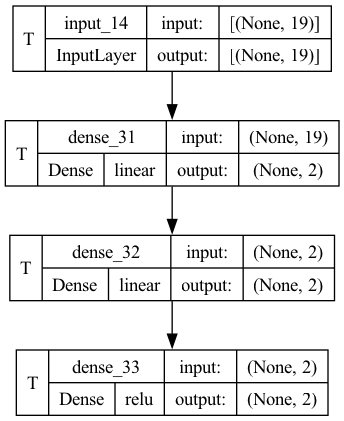 T input_14 input: [(None, 19)]
InputLayer output: [(None, 19)]
T dense_31 input: (None, 19)
Dense linear output: (None, 2)
T dense_32 input: (None, 2)
Dense linear output: (None, 2)
T dense_33 input: (None, 2)
Dense relu output: (None, 2)